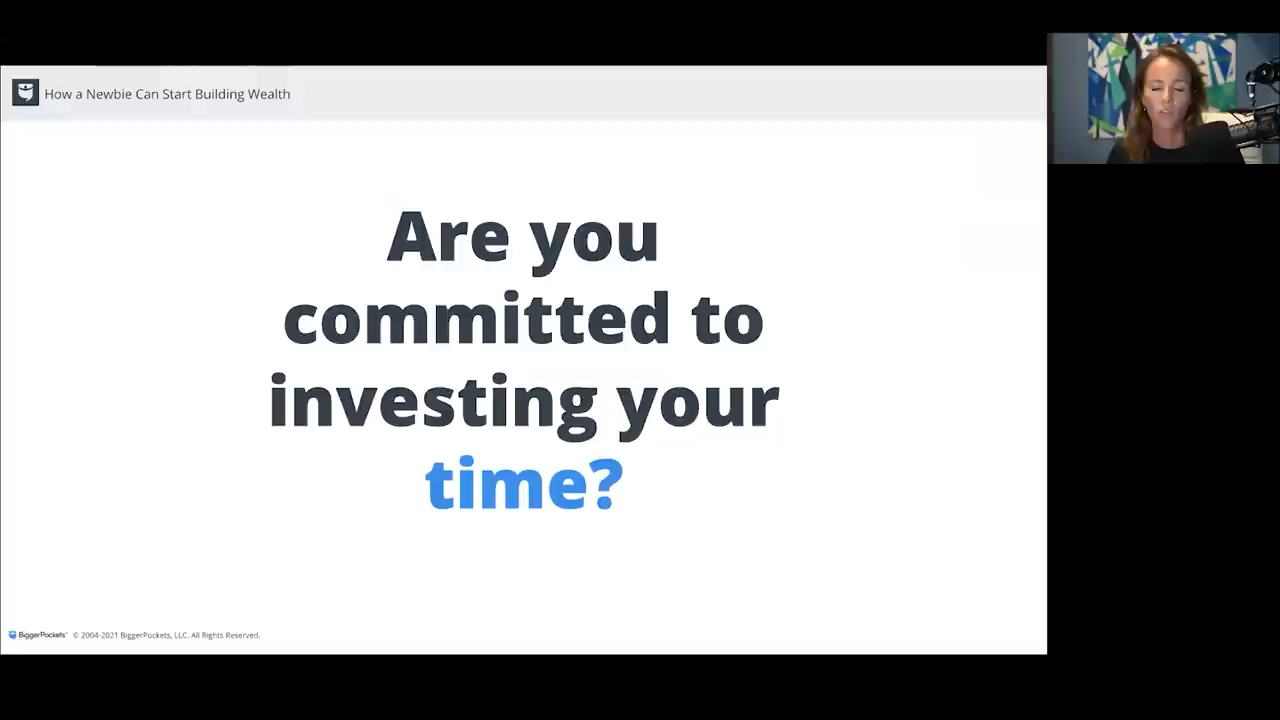 How a Newbie Can Start Building Wealth
Are you
committed to
investing your
time?
BiggerPockets® © 2004-2021 BiggerPockets, LLC. All Rights Reserved.